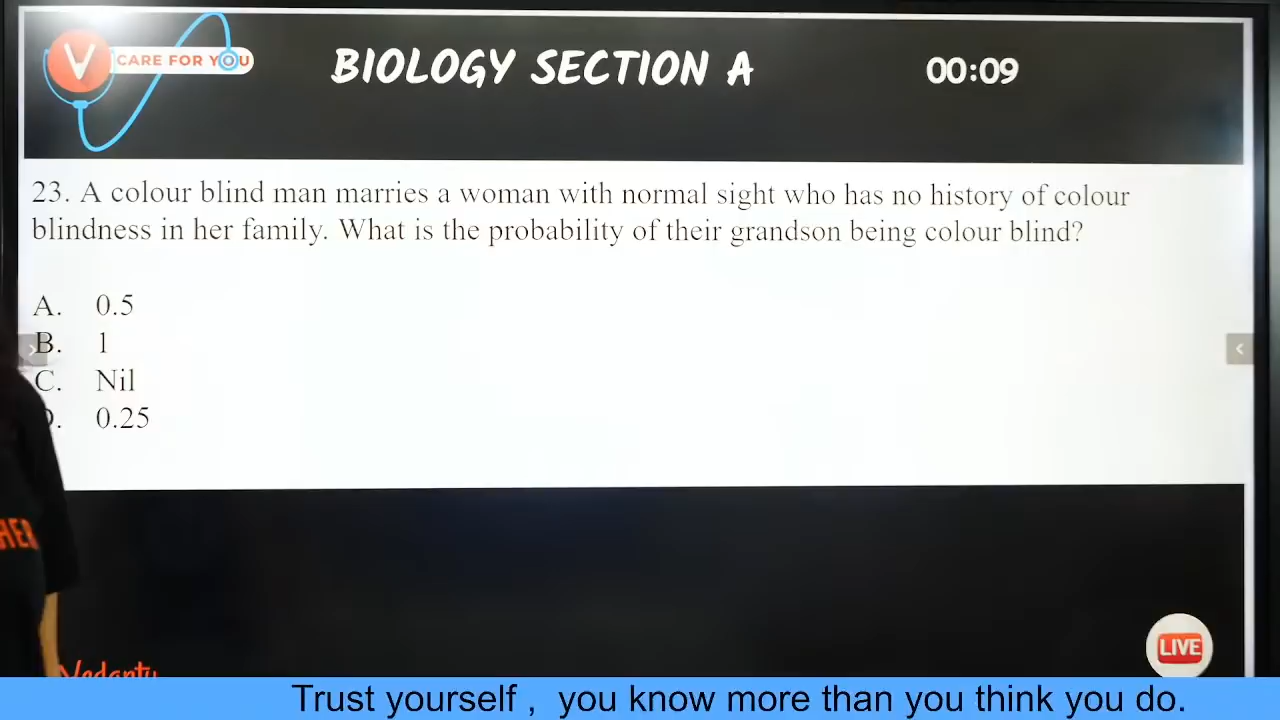 V CARE FOR YOU
BIOLOGY SECTION A
00:09
23. A colour blind man marries a woman with normal sight who has no history of colour
blindness in her family. What is the probability of their grandson being colour blind?
A. 0.5
B. 1
C. Nil
D. 0.25
HER
Vedantu
LIVE
Trust yourself , you know more than you think you do.